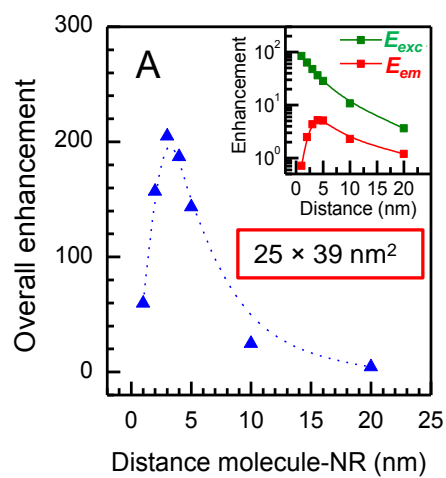 A
Overall enhancement
300
200
100
0
0
5
10
15
20
25
Distance molecule-NR (nm)
25 × 39 nm²
Enhancement
10²
10¹
10⁰
0
5
10
15
20
Distance (nm)
E_exc
E_em